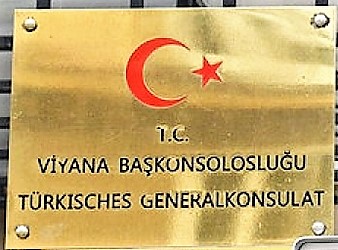 T.C.
VİYANA BAŞKONSOLOSLUĞU
TÜRKISCHES GENERALKONSULAT